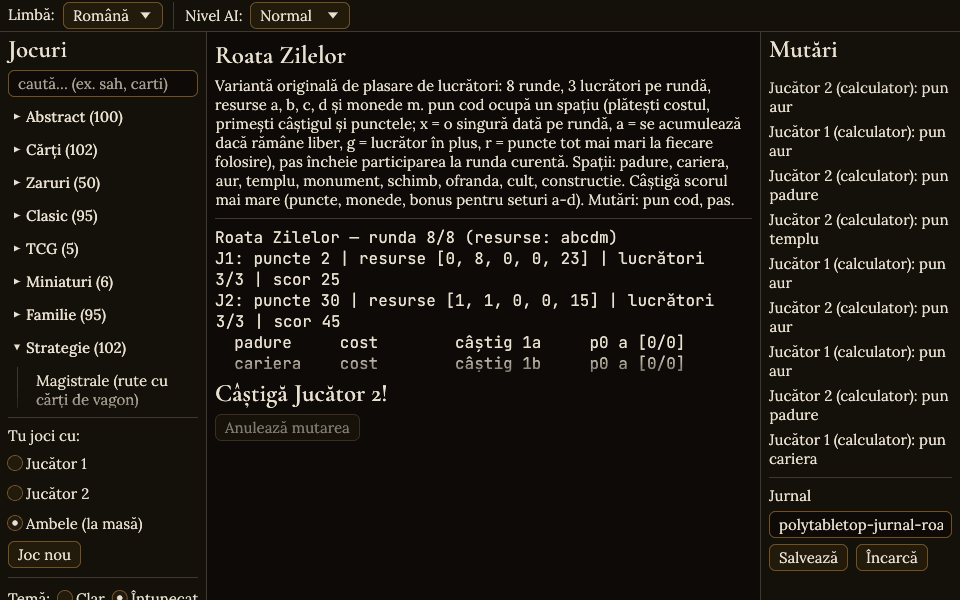 Limbă: Română ▼ Nivel AI: Normal ▼
Jocuri
caută... (ex. sah, carti)
▸ Abstract (100)
▸ Cărți (102)
▸ Zaruri (50)
▸ Clasic (95)
▸ TCG (5)
▸ Miniaturi (6)
▸ Familie (95)
▾ Strategie (102)
Magistrale (rute cu
cărți de vagon)
Tu joci cu:
Jucător 1
Jucător 2
Ambele (la masă)
Joc nou
Temă: Clar Întunecat
Roata Zilelor
Variantă originală de plasare de lucrători: 8 runde, 3 lucrători pe rundă,
resurse a, b, c, d și monede m. pun cod ocupă un spațiu (plătești costul,
primești câștigul și punctele; x = o singură dată pe rundă, a = se acumulează
dacă rămâne liber, g = lucrător în plus, r = puncte tot mai mari la fiecare
folosire), pas încheie participarea la runda curentă. Spații: padure, cariera,
aur, templu, monument, schimb, ofranda, cult, constructie. Câștigă scorul
mai mare (puncte, monede, bonus pentru seturi a-d). Mutări: pun cod, pas.
Roata Zilelor — runda 8/8 (resurse: abcdm)
J1: puncte 2 | resurse [0, 8, 0, 0, 23] | lucrători
3/3 | scor 25
J2: puncte 30 | resurse [1, 1, 0, 0, 15] | lucrători
3/3 | scor 45
padure cost câștig 1a p0 a [0/0]
cariera cost câștig 1b p0 a [0/0]
Câștigă Jucător 2!
Anulează mutarea
Mutări
Jucător 2 (calculator): pun
aur
Jucător 1 (calculator): pun
aur
Jucător 2 (calculator): pun
padure
Jucător 2 (calculator): pun
templu
Jucător 1 (calculator): pun
aur
Jucător 2 (calculator): pun
aur
Jucător 1 (calculator): pun
aur
Jucător 2 (calculator): pun
padure
Jucător 1 (calculator): pun
cariera
Jurnal
polytabletop-jurnal-roa
Salvează Încarcă